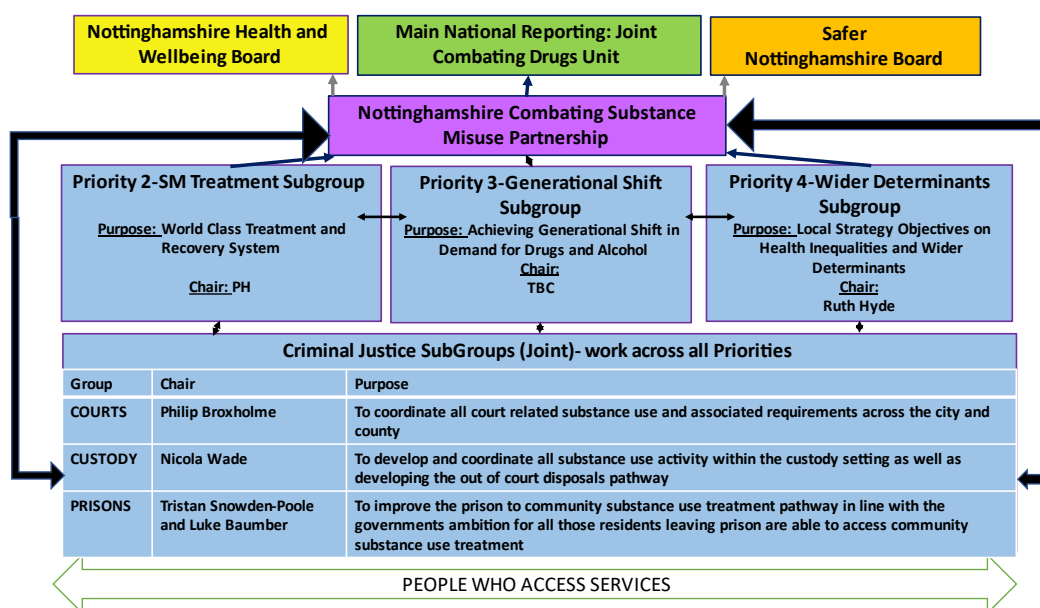 Nottinghamshire Health and
Wellbeing Board
Main National Reporting: Joint
Combating Drugs Unit
Safer
Nottinghamshire Board
Nottinghamshire Combating Substance
Misuse Partnership
Priority 2-SM Treatment Subgroup
Purpose: World Class Treatment and
Recovery System
Chair: PH
Priority 3-Generational Shift
Subgroup
Purpose: Achieving Generational Shift in
Demand for Drugs and Alcohol
Chair:
TBC
Priority 4-Wider Determinants
Subgroup
Purpose: Local Strategy Objectives on
Health Inequalities and Wider
Determinants
Chair:
Ruth Hyde
Criminal Justice SubGroups (Joint)- work across all Priorities
Group Chair Purpose
COURTS Philip Broxholme To coordinate all court related substance use and associated requirements across the city and
county
CUSTODY Nicola Wade To develop and coordinate all substance use activity within the custody setting as well as
developing the out of court disposals pathway
PRISONS Tristan Snowden-Poole To improve the prison to community substance use treatment pathway in line with the
and Luke Baumber governments ambition for all those residents leaving prison are able to access community
substance use treatment
PEOPLE WHO ACCESS SERVICES